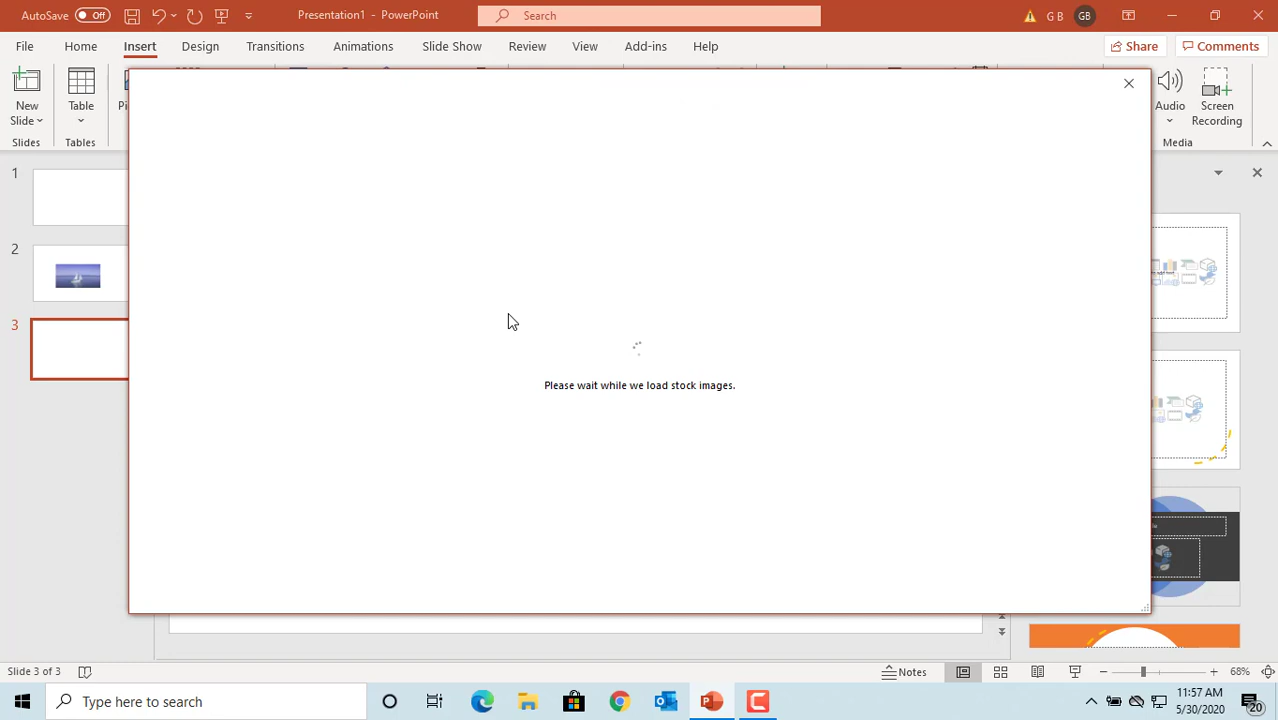 AutoSave Off Presentation1 - PowerPoint Search G B GB
File Home Insert Design Transitions Animations Slide Show Review View Add-ins Help Share Comments
New Slide Table Audio Screen Recording
Slides Tables Media
1
2
3
Please wait while we load stock images.
Slide 3 of 3 Notes 68%
Type here to search
11:57 AM
5/30/2020
20